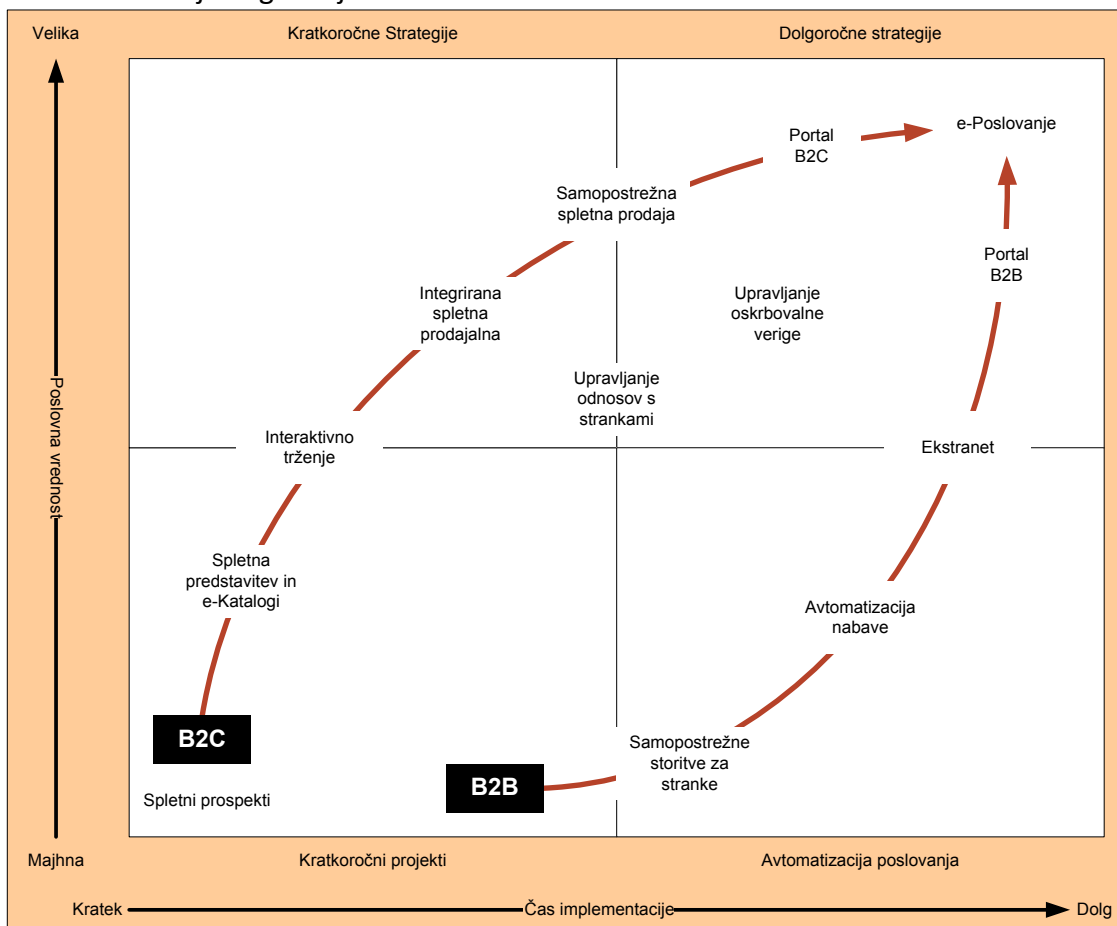 Velika
Kratkoročne Strategije
Dolgoročne strategije
Portal
B2C
e-Poslovanje
Samopostrežna
spletna prodaja
Portal
B2B
Integrirana
spletna
prodajalna
Upravljanje
oskrbovalne
verige
Upravljanje
odnosov s
strankami
Poslovna vrednost
Interaktivno
trženje
Ekstranet
Spletna
predstavitev in
e-Katalogi
Avtomatizacija
nabave
B2C
Samopostrežne
storitve za
stranke
B2B
Spletni prospekti
Majhna
Kratkoročni projekti
Avtomatizacija poslovanja
Kratek
Čas implementacije
Dolg